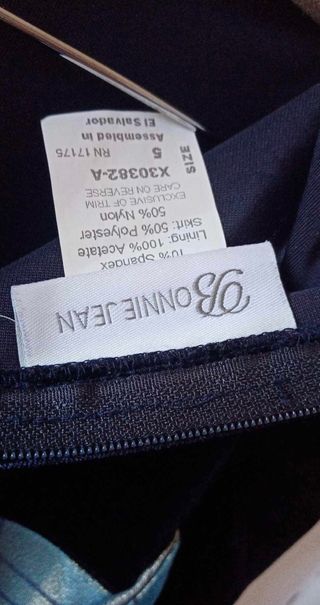 BONNIE JEAN
10% Spandex
Lining: 100% Acetate
Skirt: 50% Polyester
50% Nylon
EXCLUSIVE OF TRIM
CARE ON REVERSE
X30382-A
SIZE
5
RN 17175
Assembled in
El Salvador